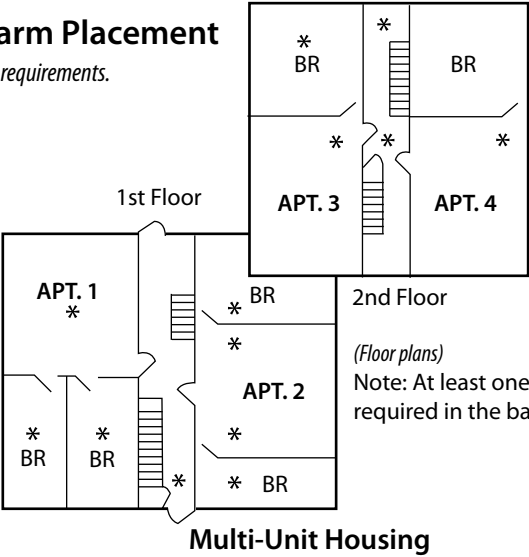 arm Placement
requirements.
* BR
*
BR
*
*
*
APT. 3
APT. 4
2nd Floor
1st Floor
APT. 1
*
* BR
*
APT. 2
*
* BR
*
BR
*
BR
*
(Floor plans)
Note: At least one
required in the ba
Multi-Unit Housing